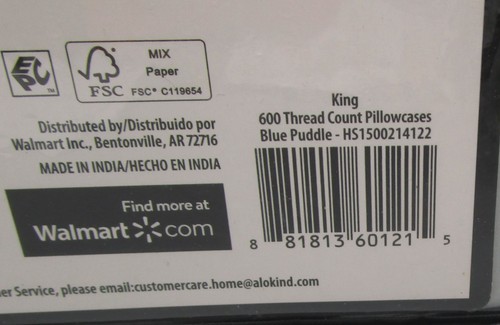 EPC™
MIX
Paper
FSC FSC® C119654
King
600 Thread Count Pillowcases
Blue Puddle - HS1500214122
Distributed by/Distribuido por
Walmart Inc., Bentonville, AR 72716
MADE IN INDIA/HECHO EN INDIA
Find more at
Walmart.com
8 81813 60121 5
er Service, please email:customercare.home@alokind.com